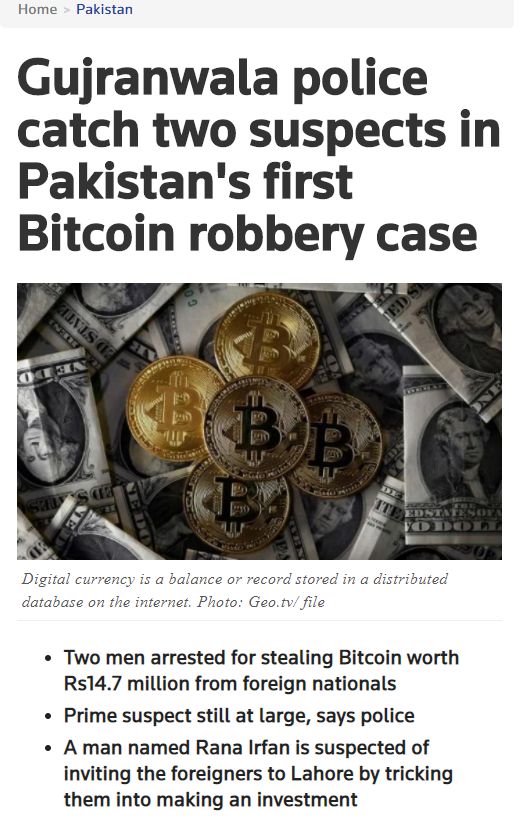 Home > Pakistan
Gujranwala police
catch two suspects in
Pakistan's first
Bitcoin robbery case
Digital currency is a balance or record stored in a distributed
database on the internet. Photo: Geo.tv/ file
• Two men arrested for stealing Bitcoin worth
Rs14.7 million from foreign nationals
• Prime suspect still at large, says police
• A man named Rana Irfan is suspected of
inviting the foreigners to Lahore by tricking
them into making an investment